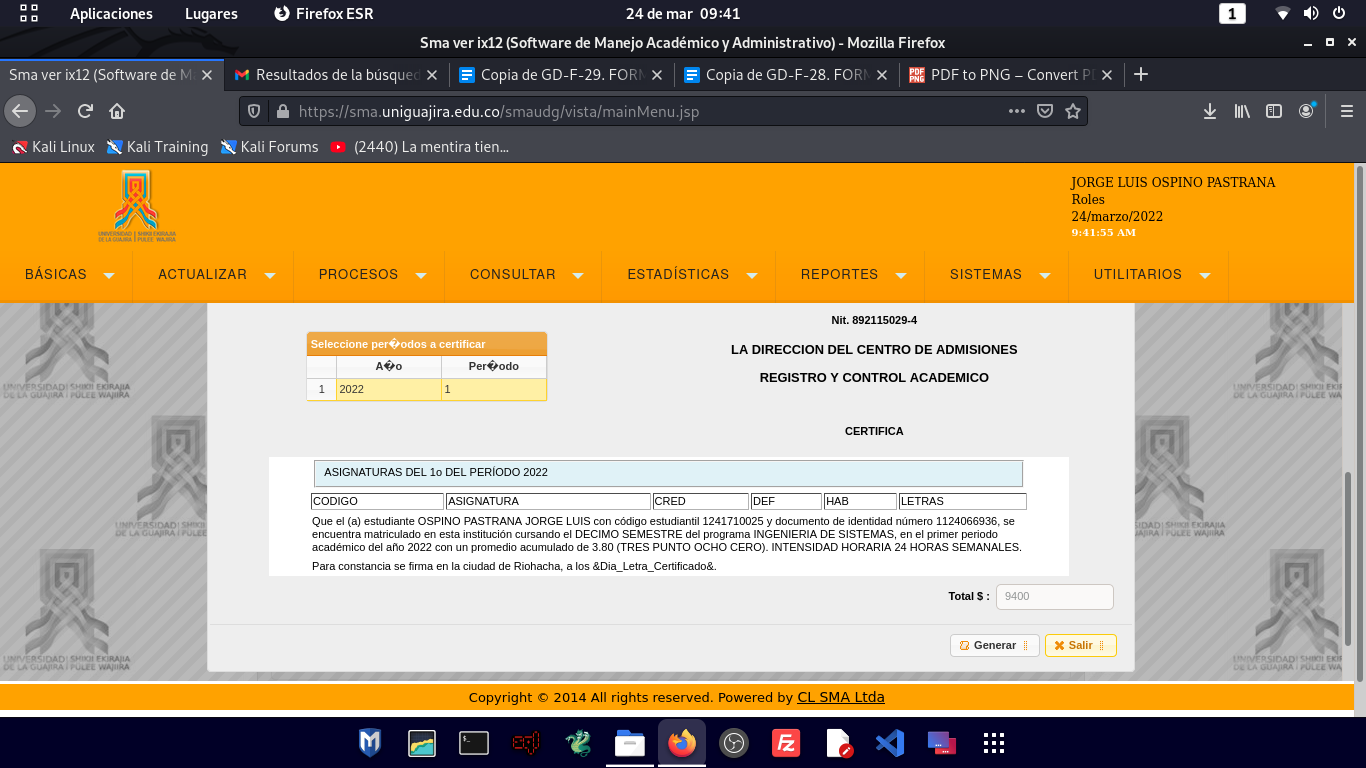 Aplicaciones Lugares Firefox ESR 24 de mar 09:41 1
Sma ver ix12 (Software de Manejo Académico y Administrativo) - Mozilla Firefox
Sma ver ix12 (Software de M Resultados de la búsqued Copia de GD-F-29. FORM Copia de GD-F-28. FORM PDF to PNG – Convert PD
https://sma.uniguajira.edu.co/smaudg/vista/mainMenu.jsp
Kali Linux Kali Training Kali Forums (2440) La mentira tien...
JORGE LUIS OSPINO PASTRANA
Roles
24/marzo/2022
9:41:55 AM
BÁSICAS ACTUALIZAR PROCESOS CONSULTAR ESTADÍSTICAS REPORTES SISTEMAS UTILITARIOS
Nit. 892115029-4
Seleccione per�odos a certificar
A�o Per�odo
1 2022 1
LA DIRECCION DEL CENTRO DE ADMISIONES
REGISTRO Y CONTROL ACADEMICO
CERTIFICA
ASIGNATURAS DEL 1o DEL PERÍODO 2022
CODIGO ASIGNATURA CRED DEF HAB LETRAS
Que el (a) estudiante OSPINO PASTRANA JORGE LUIS con código estudiantil 1241710025 y documento de identidad número 1124066936, se
encuentra matriculado en esta institución cursando el DECIMO SEMESTRE del programa INGENIERIA DE SISTEMAS, en el primer periodo
académico del año 2022 con un promedio acumulado de 3.80 (TRES PUNTO OCHO CERO). INTENSIDAD HORARIA 24 HORAS SEMANALES.
Para constancia se firma en la ciudad de Riohacha, a los &Dia_Letra_Certificado&.
Total $ : 9400
Generar Salir
Copyright © 2014 All rights reserved. Powered by CL SMA Ltda